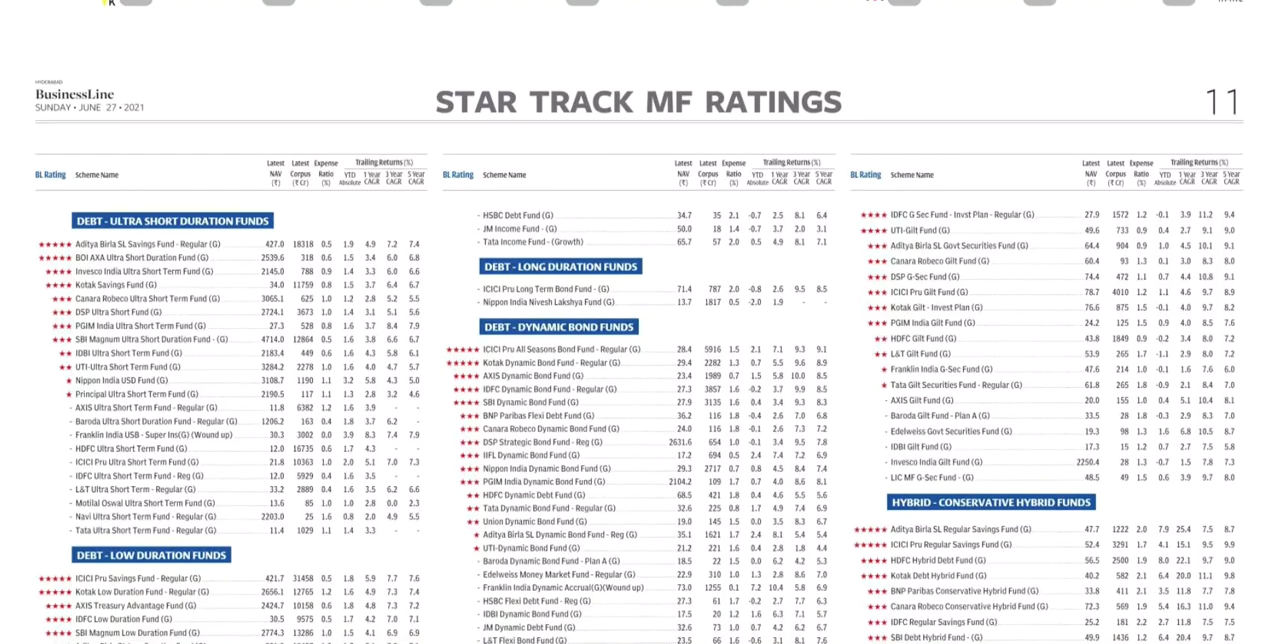 HYDERABAD
BusinessLine
SUNDAY • JUNE 27 • 2021
STAR TRACK MF RATINGS
11
Latest Latest Expense Trailing Returns (%)
BL Rating Scheme Name NAV Corpus Ratio YTD 1 Year 3 Year 5 Year
(₹) (₹ Cr) (%) Absolute CAGR CAGR CAGR
DEBT - ULTRA SHORT DURATION FUNDS
★★★★★ Aditya Birla SL Savings Fund - Regular (G) 427.0 18318 0.5 1.9 4.9 7.2 7.4
★★★★★ BOI AXA Ultra Short Duration Fund (G) 2539.6 318 0.6 1.5 3.4 6.0 6.8
★★★★ Invesco India Ultra Short Term Fund (G) 2145.0 788 0.9 1.4 3.3 6.0 6.6
★★★★ Kotak Savings Fund (G) 34.0 11759 0.8 1.5 3.7 6.4 6.7
★★★ Canara Robeco Ultra Short Term Fund (G) 3065.1 625 1.0 1.2 2.8 5.2 5.5
★★★ DSP Ultra Short Fund (G) 2724.1 3673 1.0 1.4 3.1 5.1 5.6
★★★ PGIM India Ultra Short Term Fund (G) 27.3 528 0.8 1.6 3.7 8.4 7.9
★★★ SBI Magnum Ultra Short Duration Fund - (G) 4714.0 12864 0.5 1.6 3.8 6.6 6.7
★★ IDBI Ultra Short Term Fund (G) 2183.4 449 0.6 1.6 4.3 5.8 6.1
★★ UTI-Ultra Short Term Fund (G) 3284.2 2278 1.0 1.6 4.0 4.7 5.7
★ Nippon India USD Fund (G) 3108.7 1190 1.1 3.2 5.8 4.3 5.0
★ Principal Ultra Short Term Fund (G) 2190.5 117 1.1 1.3 2.8 3.2 4.6
- AXIS Ultra Short Term Fund - Regular (G) 11.8 6382 1.2 1.6 3.9 - -
- Baroda Ultra Short Duration Fund - Regular (G) 1206.2 163 0.4 1.8 3.7 6.2 -
- Franklin India USB - Super Ins(G) (Wound up) 30.3 3002 0.0 3.9 8.3 7.4 7.9
- HDFC Ultra Short Term Fund (G) 12.0 16735 0.6 1.7 4.3 - -
- ICICI Pru Ultra Short Term Fund (G) 21.8 10363 1.0 2.0 5.1 7.0 7.3
- IDFC Ultra Short Term Fund - Reg (G) 12.0 5929 0.4 1.6 3.5 - -
- L&T Ultra Short Term - Regular (G) 33.2 2889 0.4 1.6 3.5 6.2 6.6
- Motilal Oswal Ultra Short Term Fund (G) 13.6 85 1.0 1.0 2.8 0.0 2.3
- Navi Ultra Short Term Fund - Regular (G) 2203.0 25 1.6 0.8 2.0 4.9 5.5
- Tata Ultra Short Term Fund - Regular (G) 11.4 1029 1.1 1.4 3.3 - -
DEBT - LOW DURATION FUNDS
★★★★★ ICICI Pru Savings Fund - Regular (G) 421.7 31458 0.5 1.8 5.9 7.7 7.6
★★★★★ Kotak Low Duration Fund - Regular (G) 2656.1 12765 1.2 1.6 4.9 7.3 7.4
★★★★ AXIS Treasury Advantage Fund (G) 2424.7 10158 0.6 1.8 4.8 7.3 7.2
★★★★ IDFC Low Duration Fund (G) 30.5 9575 0.5 1.7 4.2 7.0 7.1
★★★★ SBI Magnum Low Duration Fund (G) 2774.3 13286 1.0 1.5 4.1 6.9 6.9
Latest Latest Expense Trailing Returns (%)
BL Rating Scheme Name NAV Corpus Ratio YTD 1 Year 3 Year 5 Year
(₹) (₹ Cr) (%) Absolute CAGR CAGR CAGR
- HSBC Debt Fund (G) 34.7 35 2.1 -0.7 2.5 8.1 6.4
- JM Income Fund - (G) 50.0 18 1.4 -0.7 3.7 2.0 3.1
- Tata Income Fund - (Growth) 65.7 57 2.0 0.5 4.9 8.1 7.1
DEBT - LONG DURATION FUNDS
- ICICI Pru Long Term Bond Fund - (G) 71.4 787 2.0 -0.8 2.6 9.5 8.5
- Nippon India Nivesh Lakshya Fund (G) 13.7 1817 0.5 -2.0 1.9 - -
DEBT - DYNAMIC BOND FUNDS
★★★★★ ICICI Pru All Seasons Bond Fund - Regular (G) 28.4 5916 1.5 2.1 7.1 9.3 9.1
★★★★★ Kotak Dynamic Bond Fund - Regular (G) 29.4 2282 1.3 0.7 5.5 9.6 8.9
★★★★ AXIS Dynamic Bond Fund (G) 23.4 1989 0.7 1.5 5.8 10.0 8.5
★★★★ IDFC Dynamic Bond Fund - Regular (G) 27.3 3857 1.6 -0.2 3.7 9.9 8.5
★★★★ SBI Dynamic Bond Fund (G) 27.9 3135 1.6 0.4 3.4 9.3 8.3
★★★ BNP Paribas Flexi Debt Fund (G) 36.2 116 1.8 -0.4 2.6 7.0 6.8
★★★ Canara Robeco Dynamic Bond Fund (G) 24.0 116 1.8 -0.1 2.6 7.3 7.2
★★★ DSP Strategic Bond Fund - Reg (G) 2631.6 654 1.0 -0.1 3.4 9.5 7.8
★★★ IIFL Dynamic Bond Fund (G) 17.2 694 0.5 2.4 7.4 7.2 6.9
★★★ Nippon India Dynamic Bond Fund (G) 29.3 2717 0.7 0.8 4.5 8.4 7.4
★★★ PGIM India Dynamic Bond Fund (G) 2104.2 109 1.7 0.7 4.0 8.6 8.1
★★ HDFC Dynamic Debt Fund (G) 68.5 421 1.8 0.4 4.6 5.5 5.6
★★ Tata Dynamic Bond Fund - Regular (G) 32.6 225 0.8 1.7 4.9 7.4 6.9
★★ Union Dynamic Bond Fund (G) 19.0 145 1.5 0.0 3.5 8.3 6.7
★ Aditya Birla SL Dynamic Bond Fund - Reg (G) 35.1 1621 1.7 2.4 8.1 5.4 5.4
★ UTI-Dynamic Bond Fund (G) 21.2 221 1.6 0.4 2.8 1.8 4.4
- Baroda Dynamic Bond Fund - Plan A (G) 18.5 22 1.5 0.0 6.2 4.2 5.3
- Edelweiss Money Market Fund - Regular (G) 22.9 310 1.0 1.3 2.8 8.6 7.0
- Franklin India Dynamic Accrual(G)(Wound up) 73.0 1255 0.1 7.2 10.4 5.8 6.9
- HSBC Flexi Debt Fund - Reg (G) 27.3 61 1.7 -0.2 2.7 7.7 6.3
- IDBI Dynamic Bond Fund (G) 17.5 20 1.2 1.6 6.3 7.1 5.7
- JM Dynamic Debt Fund (G) 32.6 73 1.0 0.7 4.2 6.2 6.7
- L&T Flexi Bond Fund (G) 23.5 66 1.6 -0.6 3.1 8.1 7.6
Latest Latest Expense Trailing Returns (%)
BL Rating Scheme Name NAV Corpus Ratio YTD 1 Year 3 Year 5 Year
(₹) (₹ Cr) (%) Absolute CAGR CAGR CAGR
★★★★ IDFC G Sec Fund - Invst Plan - Regular (G) 27.9 1572 1.2 -0.1 3.9 11.2 9.4
★★★★ UTI-Gilt Fund (G) 49.6 733 0.9 0.4 2.7 9.1 9.0
★★★ Aditya Birla SL Govt Securities Fund (G) 64.4 904 0.9 1.0 4.5 10.1 9.1
★★★ Canara Robeco Gilt Fund (G) 60.4 93 1.3 0.1 3.0 8.3 8.0
★★★ DSP G-Sec Fund (G) 74.4 472 1.1 0.7 4.4 10.8 9.1
★★★ ICICI Pru Gilt Fund (G) 78.7 4010 1.2 1.1 4.6 9.7 8.9
★★★ Kotak Gilt - Invest Plan (G) 76.6 875 1.5 -0.1 4.0 9.7 8.2
★★★ PGIM India Gilt Fund (G) 24.2 125 1.5 0.9 4.0 8.5 7.6
★★ HDFC Gilt Fund (G) 43.8 1849 0.9 -0.2 3.4 8.0 7.2
★★ L&T Gilt Fund (G) 53.9 265 1.7 -1.1 2.9 8.0 7.2
★ Franklin India G-Sec Fund (G) 47.6 214 1.0 -0.1 1.6 7.6 6.0
★ Tata Gilt Securities Fund - Regular (G) 61.8 265 1.8 -0.9 2.1 8.4 7.0
- AXIS Gilt Fund (G) 20.0 155 1.0 0.4 5.1 10.4 8.1
- Baroda Gilt Fund - Plan A (G) 33.5 28 1.8 -0.3 2.9 8.3 7.0
- Edelweiss Govt Securities Fund (G) 19.3 98 1.3 1.6 6.8 10.5 8.7
- IDBI Gilt Fund (G) 17.3 15 1.2 0.7 2.7 7.5 5.8
- Invesco India Gilt Fund (G) 2250.4 28 1.3 -0.7 1.5 7.8 7.3
- LIC MF G-Sec Fund - (G) 48.5 49 1.5 0.6 3.9 9.7 8.0
HYBRID - CONSERVATIVE HYBRID FUNDS
★★★★★ Aditya Birla SL Regular Savings Fund (G) 47.7 1222 2.0 7.9 25.4 7.5 8.7
★★★★★ ICICI Pru Regular Savings Fund (G) 52.4 3291 1.7 4.1 15.1 9.5 9.9
★★★★ HDFC Hybrid Debt Fund (G) 56.5 2500 1.9 8.0 22.1 9.7 9.0
★★★★ Kotak Debt Hybrid Fund (G) 40.2 582 2.1 6.4 20.0 11.1 9.8
★★★ BNP Paribas Conservative Hybrid Fund (G) 33.8 411 2.1 3.5 11.8 7.7 7.8
★★★ Canara Robeco Conservative Hybrid Fund (G) 72.3 569 1.9 5.4 16.3 11.0 9.4
★★★ IDFC Regular Savings Fund (G) 25.2 181 2.2 2.7 11.8 7.5 7.5
★★★ SBI Debt Hybrid Fund - (G) 49.9 1436 1.2 6.4 20.7 9.7 8.7